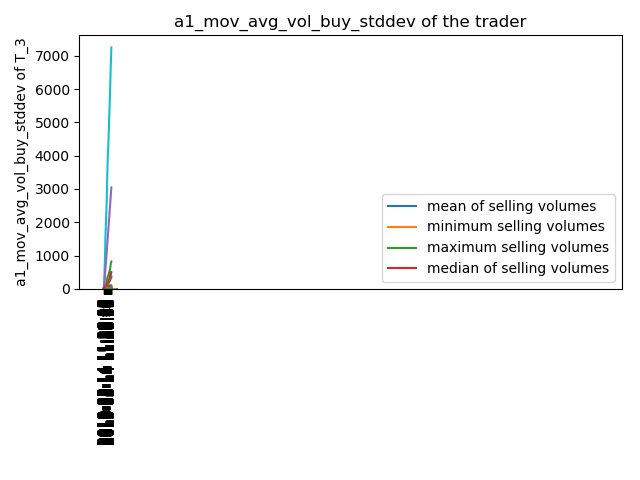 a1_mov_avg_vol_buy_stddev of the trader
a1_mov_avg_vol_buy_stddev of T_3
7000
6000
5000
4000
3000
2000
1000
0
mean of selling volumes
minimum selling volumes
maximum selling volumes
median of selling volumes